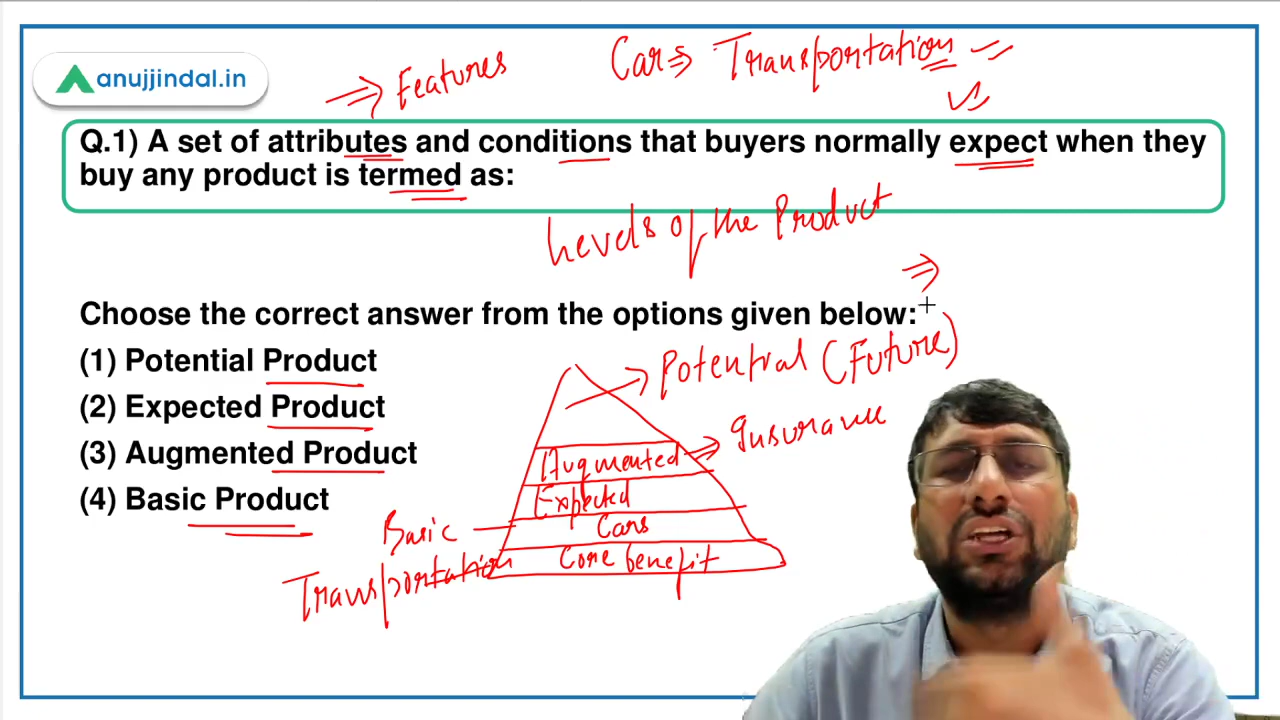 Features
Cars Transportation
anujjindal.in
Q.1) A set of attributes and conditions that buyers normally expect when they
buy any product is termed as:
Levels of the Product
Choose the correct answer from the options given below:
(1) Potential Product
Potential (Future)
(2) Expected Product
Insurance
(3) Augmented Product
Augmented
(4) Basic Product
Expected
Basic
Cars
Core benefit
Transportation